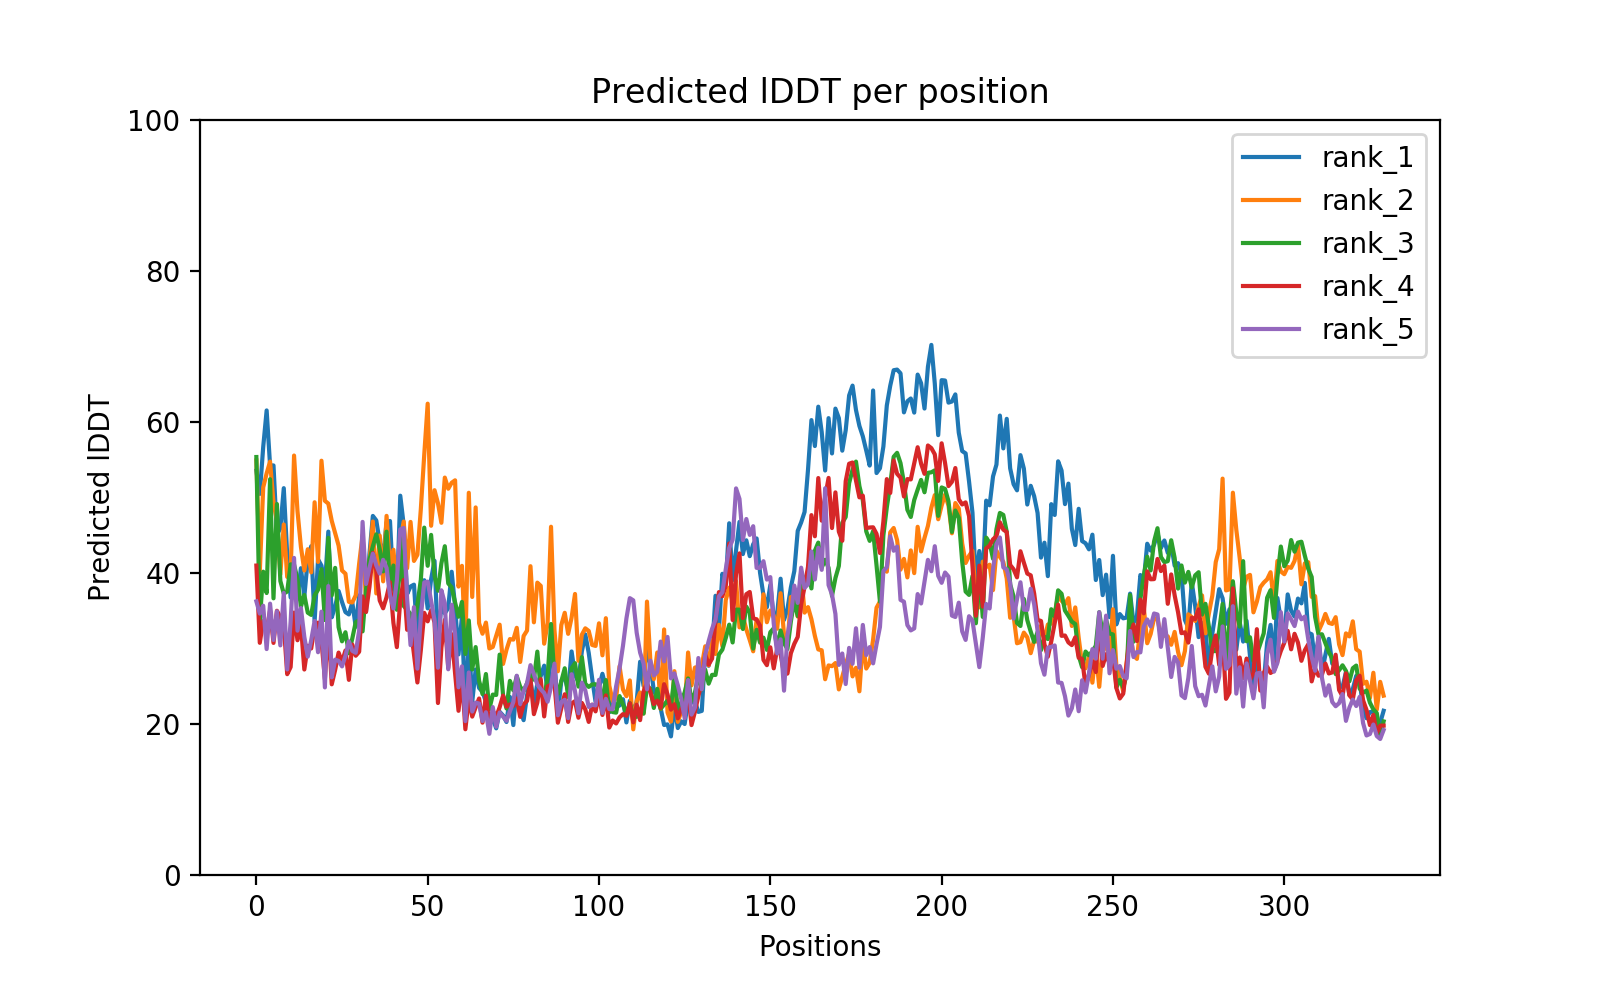 Predicted lDDT per position
100
80
60
40
20
0
Predicted lDDT
rank_1
rank_2
rank_3
rank_4
rank_5
0 50 100 150 200 250 300
Positions